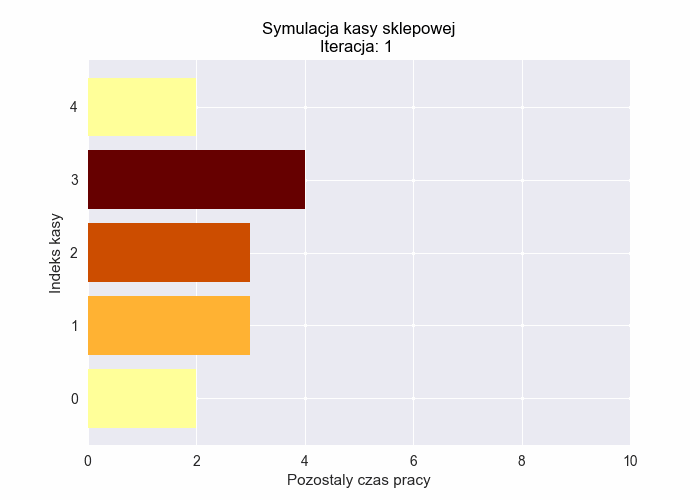 Symulacja kasy sklepowej
Iteracja: 1
Indeks kasy
4
3
2
1
0
0 2 4 6 8 10
Pozostaly czas pracy